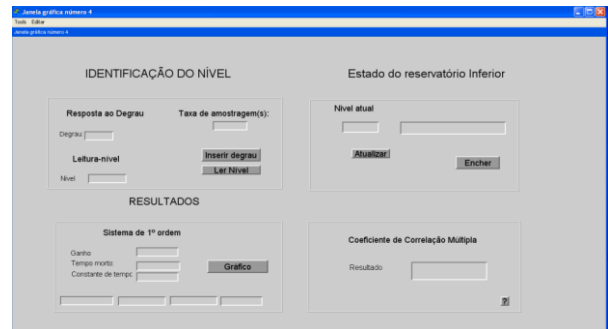 Janela gráfica número 4
Tools Editar
Janela gráfica número 4
IDENTIFICAÇÃO DO NÍVEL
Resposta ao Degrau
Taxa de amostragem(s):
Degrau
Leitura-nível
Inserir degrau
Ler Nível
Nível
Estado do reservatório Inferior
Nível atual
Atualizar
Encher
RESULTADOS
Sistema de 1º ordem
Ganho
Tempo morto:
Constante de tempo:
Gráfico
Coeficiente de Correlação Múltipla
Resultado
?